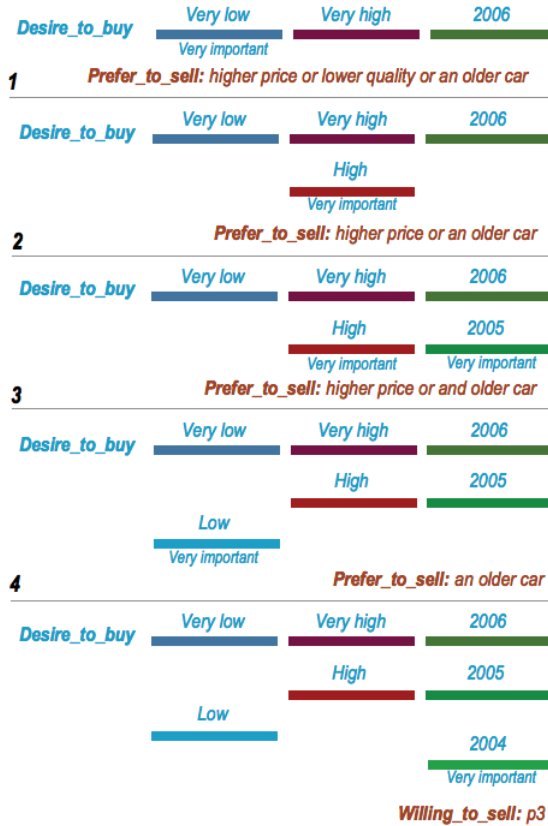 Desire_to_buy Very low Very high 2006
Very important
1 Prefer_to_sell: higher price or lower quality or an older car
Desire_to_buy Very low Very high 2006
High
Very important
2 Prefer_to_sell: higher price or an older car
Desire_to_buy Very low Very high 2006
High 2005
Very important Very important
3 Prefer_to_sell: higher price or and older car
Desire_to_buy Very low Very high 2006
High 2005
Low
Very important
4 Prefer_to_sell: an older car
Desire_to_buy Very low Very high 2006
High 2005
Low
2004
Very important
Willing_to_sell: p3